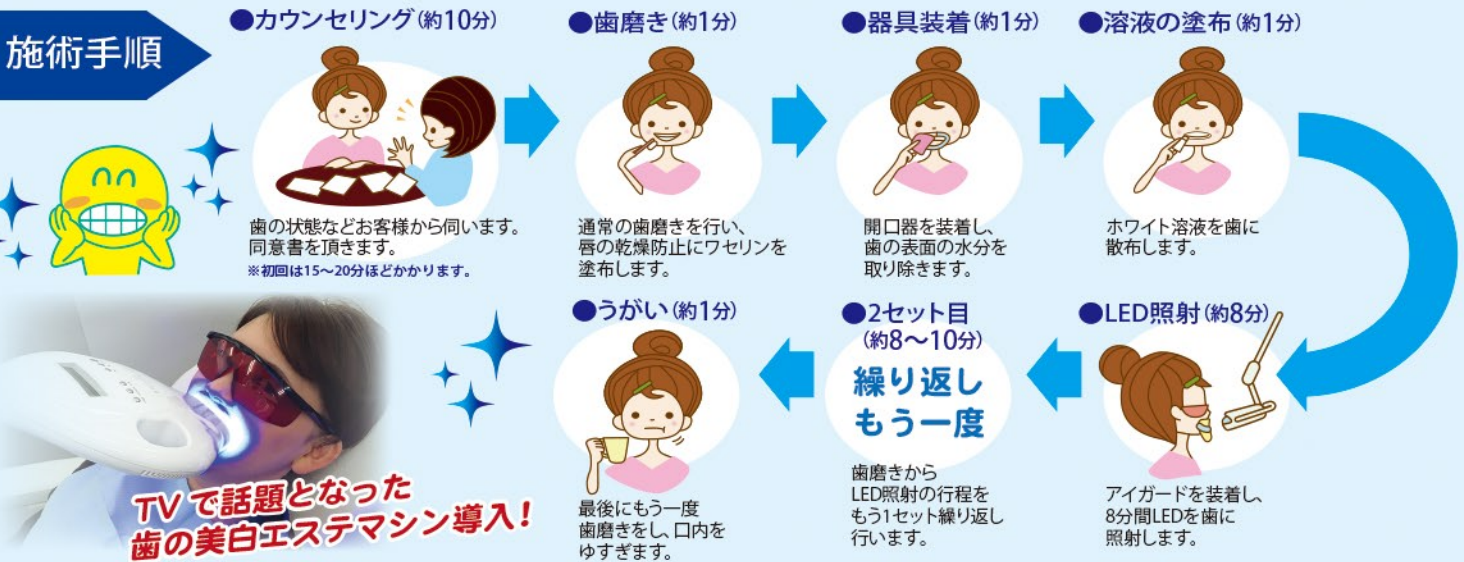 施術手順
●カウンセリング(約10分)
歯の状態などお客様から伺います。
同意書を頂きます。
※初回は15〜20分ほどかかります。
●歯磨き(約1分)
通常の歯磨きを行い、
唇の乾燥防止にワセリンを
塗布します。
●器具装着(約1分)
開口器を装着し、
歯の表面の水分を
取り除きます。
●溶液の塗布(約1分)
ホワイト溶液を歯に
散布します。
●LED照射(約8分)
アイガードを装着し、
8分間LEDを歯に
照射します。
●2セット目
(約8〜10分)
繰り返し
もう一度
歯磨きから
LED照射の行程を
もう1セット繰り返し
行います。
●うがい(約1分)
最後にもう一度
歯磨きをし、口内を
ゆすぎます。
TVで話題となった
歯の美白エステマシン導入!